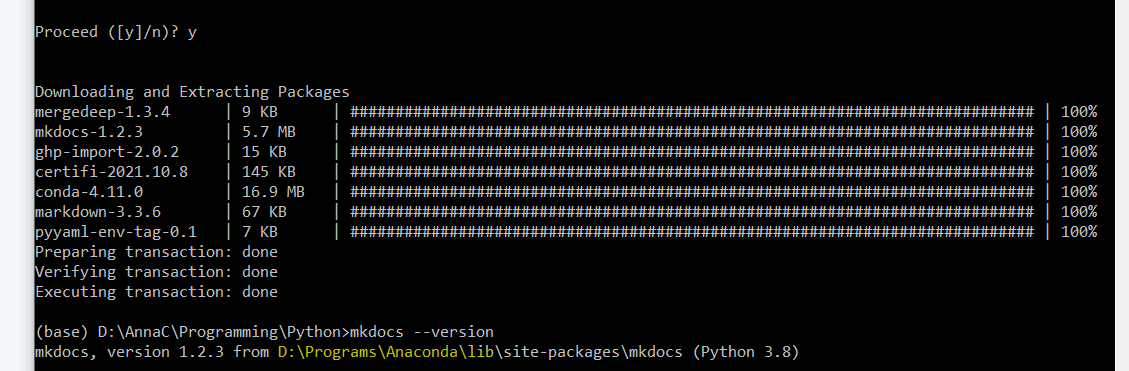 Proceed ([y]/n)? y
Downloading and Extracting Packages
mergedeep-1.3.4 | 9 KB | ############################################################################ | 100%
mkdocs-1.2.3 | 5.7 MB | ############################################################################ | 100%
ghp-import-2.0.2 | 15 KB | ############################################################################ | 100%
certifi-2021.10.8 | 145 KB | ############################################################################ | 100%
conda-4.11.0 | 16.9 MB | ############################################################################ | 100%
markdown-3.3.6 | 67 KB | ############################################################################ | 100%
pyyaml-env-tag-0.1 | 7 KB | ############################################################################ | 100%
Preparing transaction: done
Verifying transaction: done
Executing transaction: done
(base) D:\AnnaC\Programming\Python>mkdocs --version
mkdocs, version 1.2.3 from D:\Programs\Anaconda\lib\site-packages\mkdocs (Python 3.8)